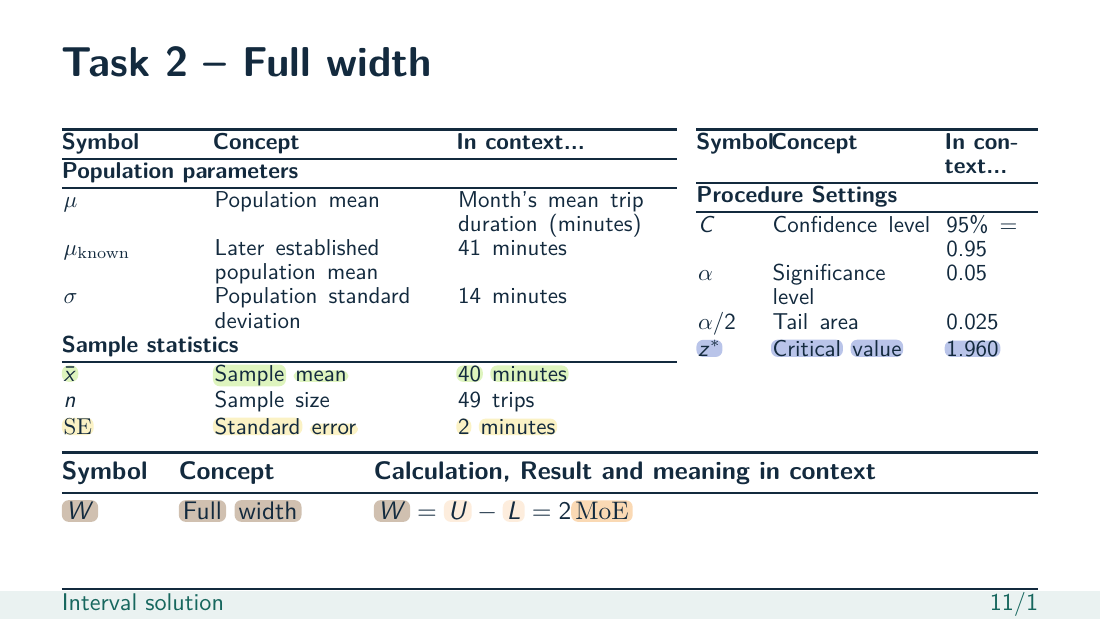 Task 2 – Full width
Symbol Concept In context...
Population parameters
μ Population mean Month's mean trip
duration (minutes)
μknown Later established 41 minutes
population mean
σ Population standard 14 minutes
deviation
Sample statistics
x̄ Sample mean 40 minutes
n Sample size 49 trips
SE Standard error 2 minutes
Symbol Concept In con-
text...
Procedure Settings
C Confidence level 95% =
0.95
α Significance 0.05
level
α/2 Tail area 0.025
z* Critical value 1.960
Symbol Concept Calculation, Result and meaning in context
W Full width W = U − L = 2MoE
Interval solution 11/1